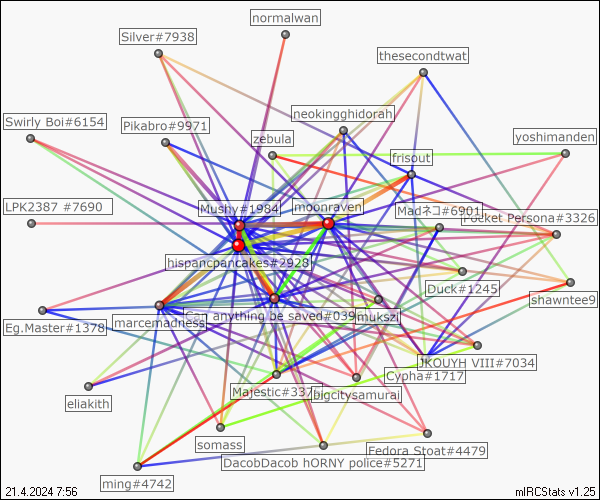 normalwan
Silver#7938
thesecondtwat
neokingghidorah
Swirly Boi#6154
Pikabro#9971
zebula
yoshimanden
frisout
LPK2387 #7690
Mushy#1984
moonraven
Madネコ#6901
Pocket Persona#3326
hispancpancakes#2928
Duck#1245
shawntee9
marcemadness
Can anything be saved#039
mukszi
Eg.Master#1378
JKOUYH VIII#7034
Cypha#1717
Majestic#337
bigcitysamurai
eliakith
somass
Fedora Stoat#4479
DacobDacob hORNY police#5271
ming#4742
21.4.2024 7:56
mIRCStats v1.25